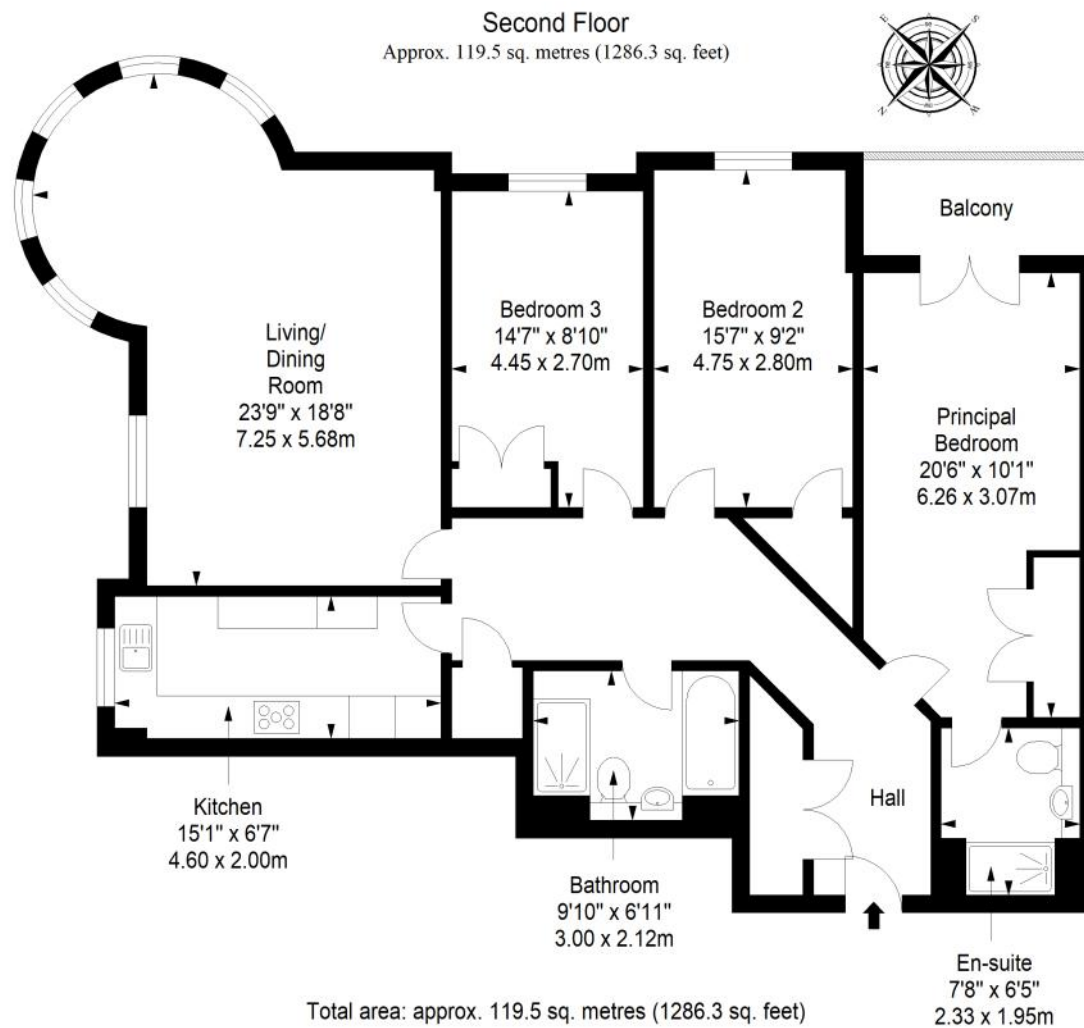 Second Floor
Approx. 119.5 sq. metres (1286.3 sq. feet)
E
S
N
W
Balcony
Living/
Dining
Room
23'9" x 18'8"
7.25 x 5.68m
Bedroom 3
14'7" x 8'10"
4.45 x 2.70m
Bedroom 2
15'7" x 9'2"
4.75 x 2.80m
Principal
Bedroom
20'6" x 10'1"
6.26 x 3.07m
Kitchen
15'1" x 6'7"
4.60 x 2.00m
Bathroom
9'10" x 6'11"
3.00 x 2.12m
Hall
En-suite
7'8" x 6'5"
2.33 x 1.95m
Total area: approx. 119.5 sq. metres (1286.3 sq. feet)